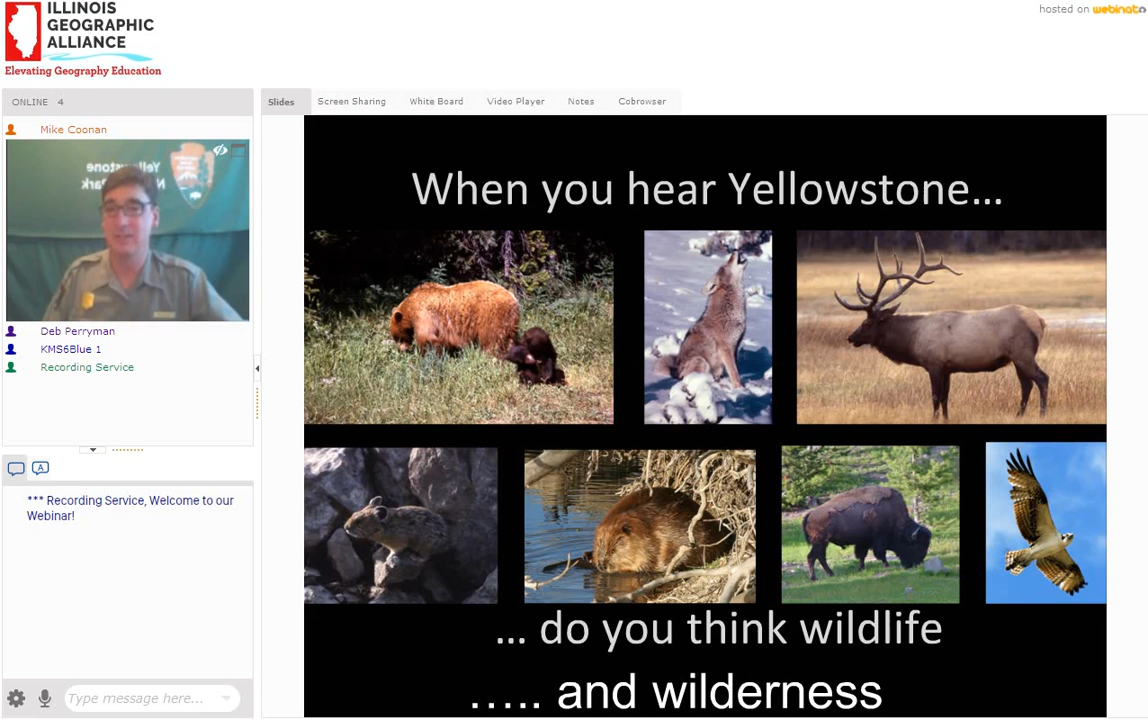 ILLINOIS
GEOGRAPHIC
ALLIANCE
Elevating Geography Education
hosted on webinato
ONLINE 4
Mike Coonan
Yellowstone
Deb Perryman
KMS6Blue 1
Recording Service
*** Recording Service, Welcome to our
Webinar!
Type message here...
Slides Screen Sharing White Board Video Player Notes Cobrowser
When you hear Yellowstone...
... do you think wildlife
..... and wilderness